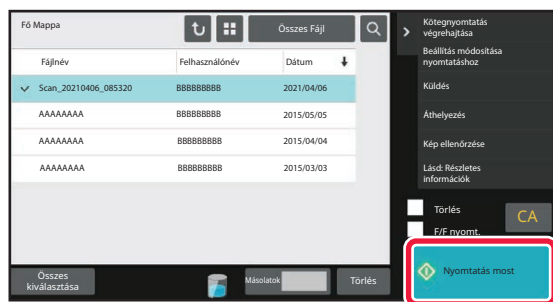 Fő Mappa
Összes Fájl
Fájlnév Felhasználónév Dátum
Scan_20210406_085320 BBBBBBBBB 2021/04/06
AAAAAAAA BBBBBBBBB 2015/05/05
AAAAAAAA BBBBBBBBB 2015/04/04
AAAAAAAA BBBBBBBBB 2015/03/03
Összes
kiválasztása
Másolatok
Törlés
Kötegnyomtatás
végrehajtása
Beállítás módosítása
nyomtatáshoz
Küldés
Áthelyezés
Kép ellenőrzése
Lásd: Részletes
információk
Törlés
F/F nyomt.
CA
Nyomtatás most